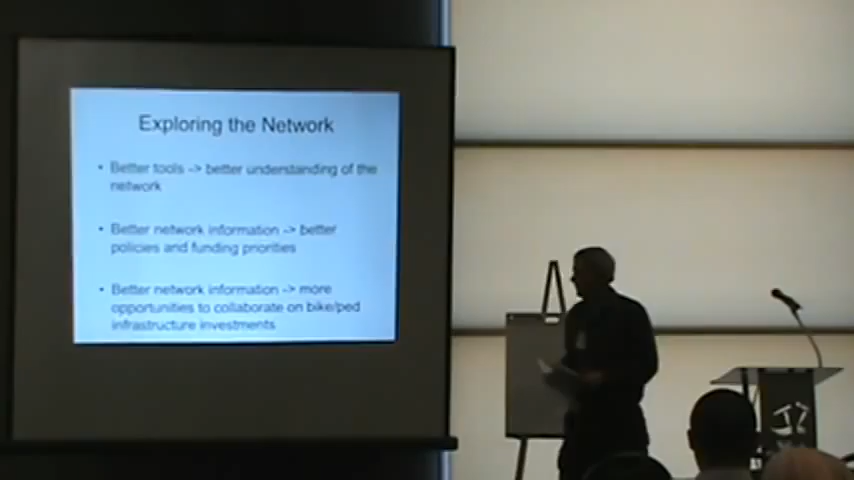 Exploring the Network
• Better tools -> better understanding of the
network
• Better network information -> better
policies and funding priorities
• Better network information -> more
opportunities to collaborate on bike/ped
infrastructure investments